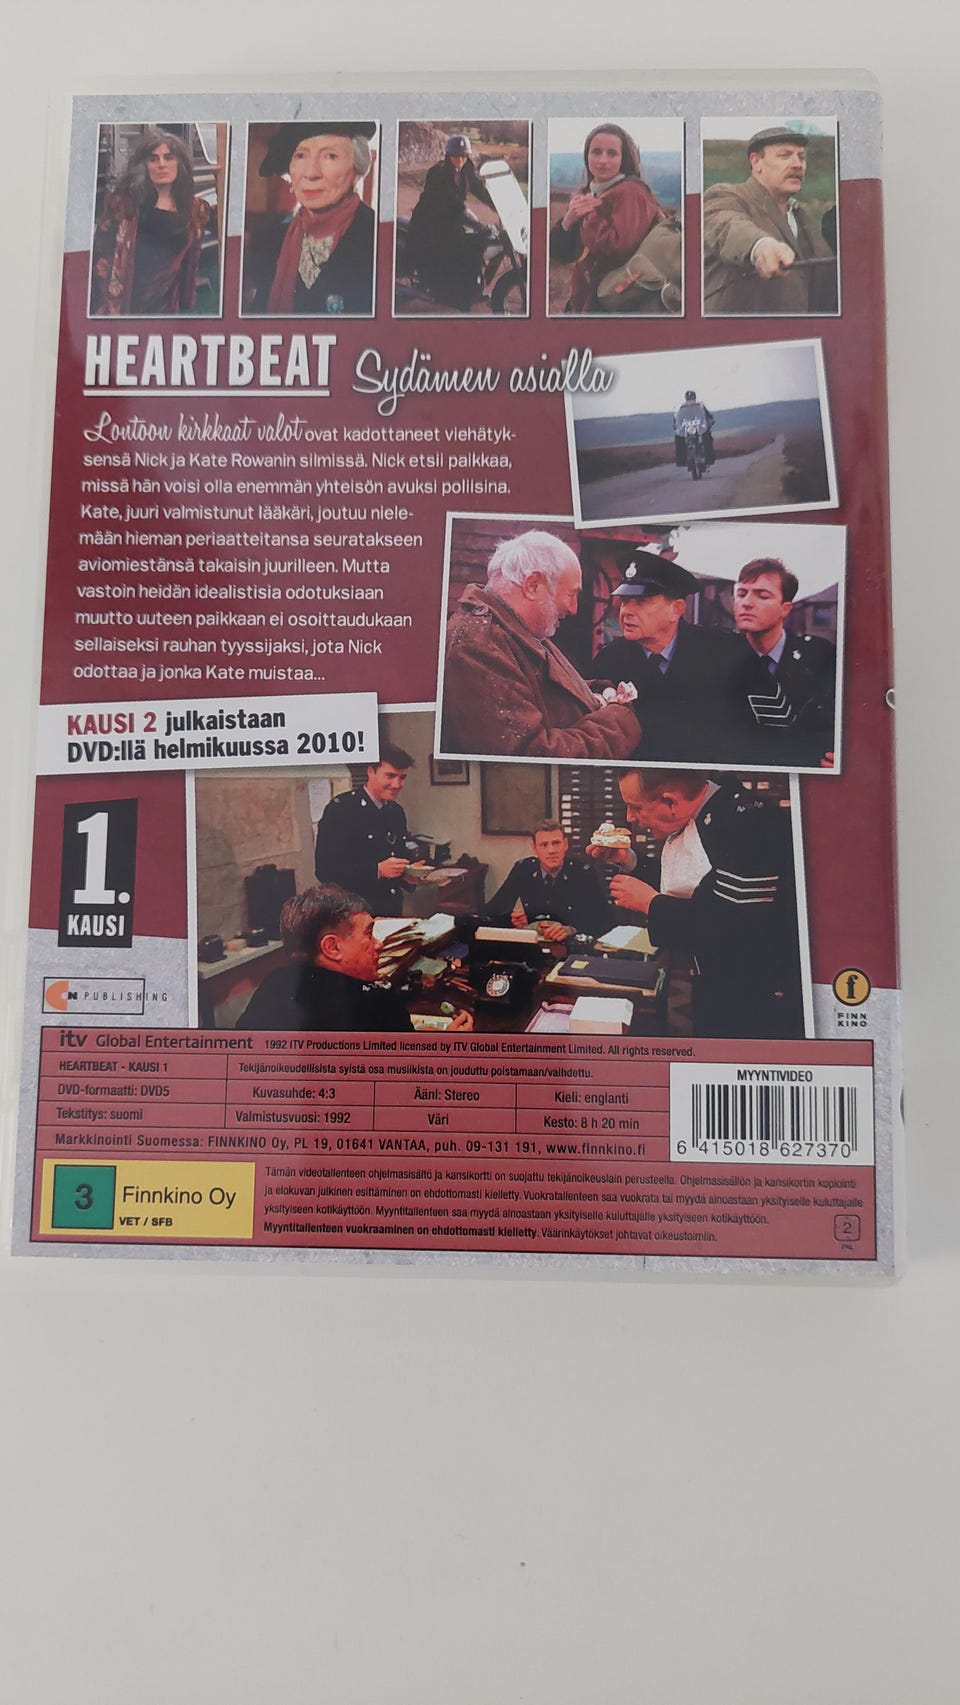 HEARTBEAT Sydämen asialla
Lontoon kirkkaat valot ovat kadottaneet viehätyk-
sensä Nick ja Kate Rowanin silmissä. Nick etsii paikkaa,
missä hän voisi olla enemmän yhteisön avuksi poliisina.
Kate, juuri valmistunut lääkäri, joutuu niele-
mään hieman periaatteitansa seuratakseen
aviomiestänsä takaisin juurilleen. Mutta
vastoin heidän idealistisia odotuksiaan
muutto uuteen paikkaan ei osoittaudukaan
sellaiseksi rauhan tyyssijaksi, jota Nick
odottaa ja jonka Kate muistaa...
KAUSI 2 julkaistaan
DVD:llä helmikuussa 2010!
1.
KAUSI
PUBLISHING
f
FINN
KINO
itv Global Entertainment 1992 ITV Productions Limited licensed by ITV Global Entertainment Limited. All rights reserved.
HEARTBEAT - KAUSI 1
Tekijänoikeudellisista syistä osa musiikista on jouduttu poistamaan/vaihdettu.
DVD-formaatti: DVD5
Kuvasuhde: 4:3
Ääni: Stereo
Kieli: englanti
Tekstitys: suomi
Valmistusvuosi: 1992
Väri
Kesto: 8 h 20 min
Markkinointi Suomessa: FINNKINO Oy, PL 19, 01641 VANTAA, puh. 09-131 191, www.finnkino.fi
MYYNTIVIDEO
6 415018 627370
3
Finnkino Oy
VET / SFB
Tämän videotallenteen ohjelmasisältö ja kansikortti on suojattu tekijänoikeuslain perusteella. Ohjelmasisällön ja kansikortin kopiointi
ja elokuvan julkinen esittäminen on ehdottomasti kielletty. Vuokratallenteen saa vuokrata tai myydä ainoastaan yksityiselle kuluttajalle
yksityiseen kotikäyttöön. Myyntitallenteen saa myydä ainoastaan yksityiselle kuluttajalle yksityiseen kotikäyttöön.
Myyntitallenteen vuokraaminen on ehdottomasti kielletty. Väärinkäytökset johtavat oikeustoimiin.
2
PAL